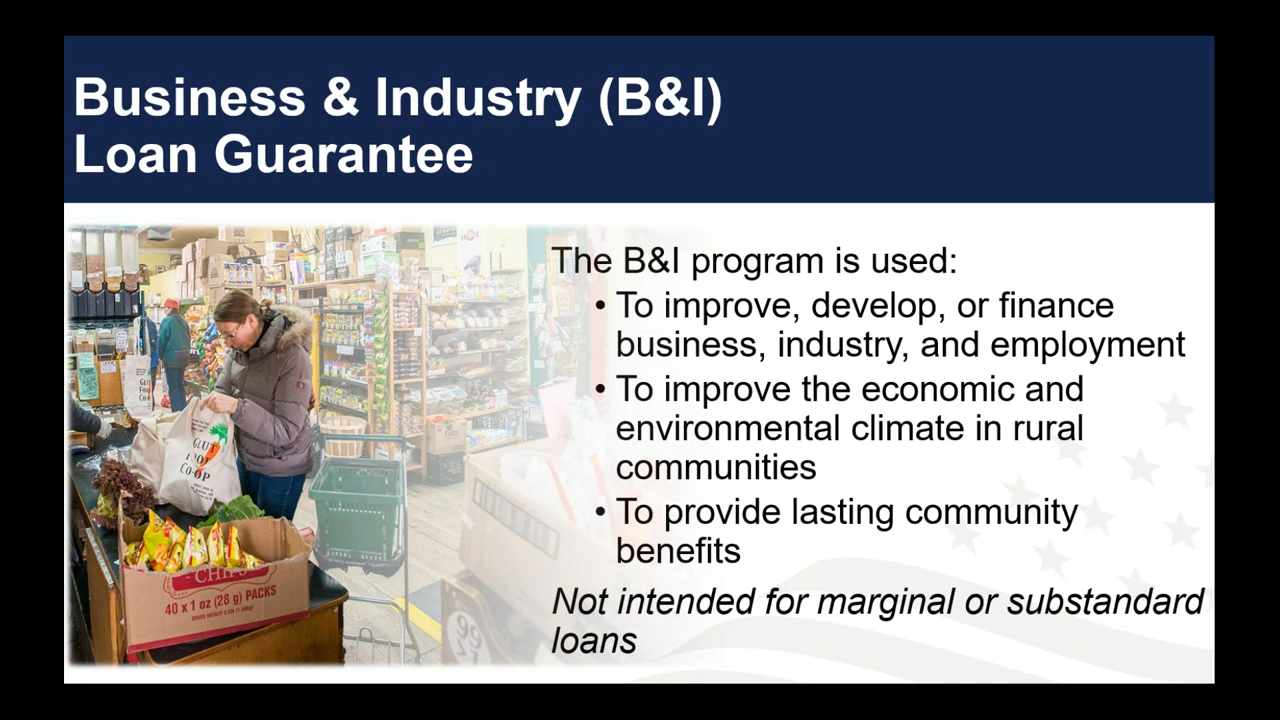 Business & Industry (B&I)
Loan Guarantee
The B&I program is used:
• To improve, develop, or finance
business, industry, and employment
• To improve the economic and
environmental climate in rural
communities
• To provide lasting community
benefits
Not intended for marginal or substandard
loans
CO-OP
CHIPS
40 x 1 oz (28 g) PACKS
99